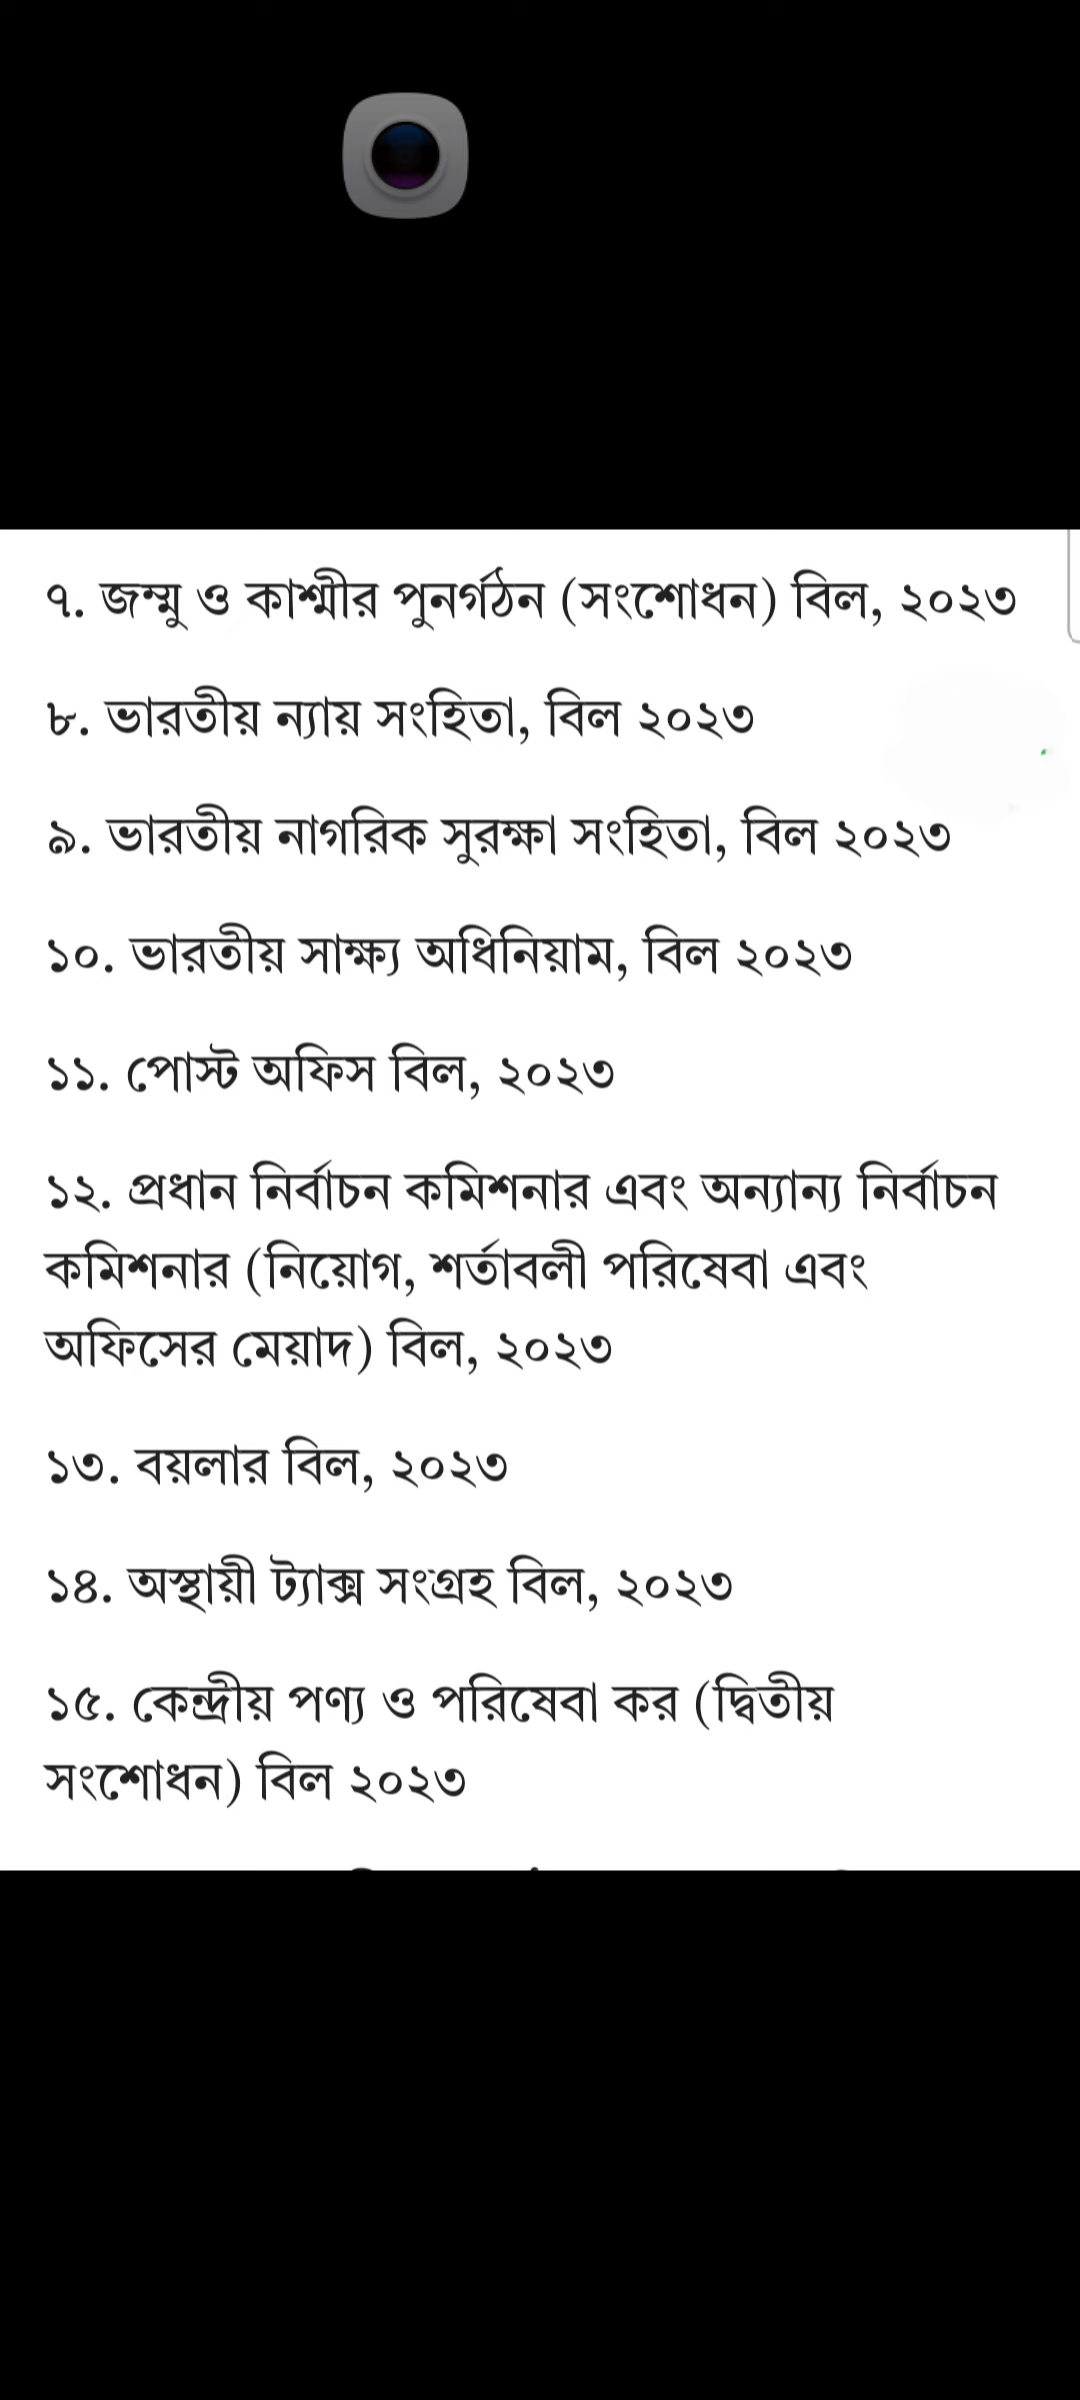 ৭. জম্মু ও কাশ্মীর পুনর্গঠন (সংশোধন) বিল, ২০২৩
৮. ভারতীয় ন্যায় সংহিতা, বিল ২০২৩
৯. ভারতীয় নাগরিক সুরক্ষা সংহিতা, বিল ২০২৩
১০. ভারতীয় সাক্ষ্য অধিনিয়াম, বিল ২০২৩
১১. পোস্ট অফিস বিল, ২০২৩
১২. প্রধান নির্বাচন কমিশনার এবং অন্যান্য নির্বাচন
কমিশনার (নিয়োগ, শর্তাবলী পরিষেবা এবং
অফিসের মেয়াদ) বিল, ২০২৩
১৩. বয়লার বিল, ২০২৩
১৪. অস্থায়ী ট্যাক্স সংগ্রহ বিল, ২০২৩
১৫. কেন্দ্রীয় পণ্য ও পরিষেবা কর (দ্বিতীয়
সংশোধন) বিল ২০২৩